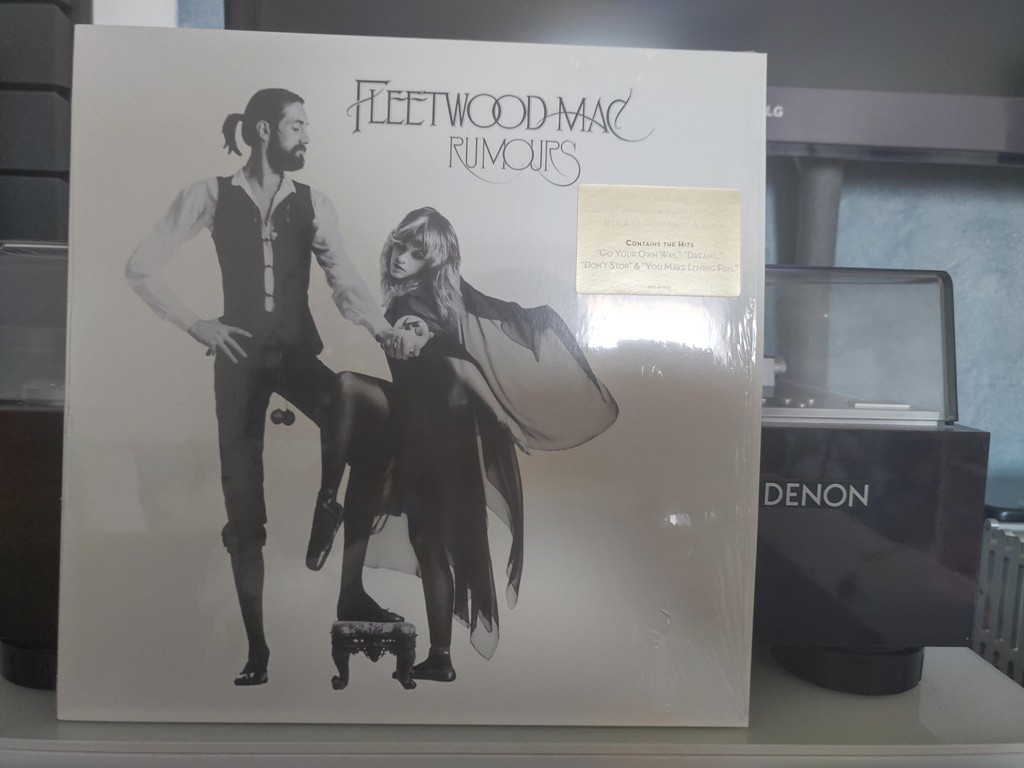 FLEETWOOD MAC
RUMOURS
LG
CONTAINS THE HITS
"GO YOUR OWN WAY," "DREAMS,"
"DON'T STOP" & "YOU MAKE LOVING FUN"
DENON